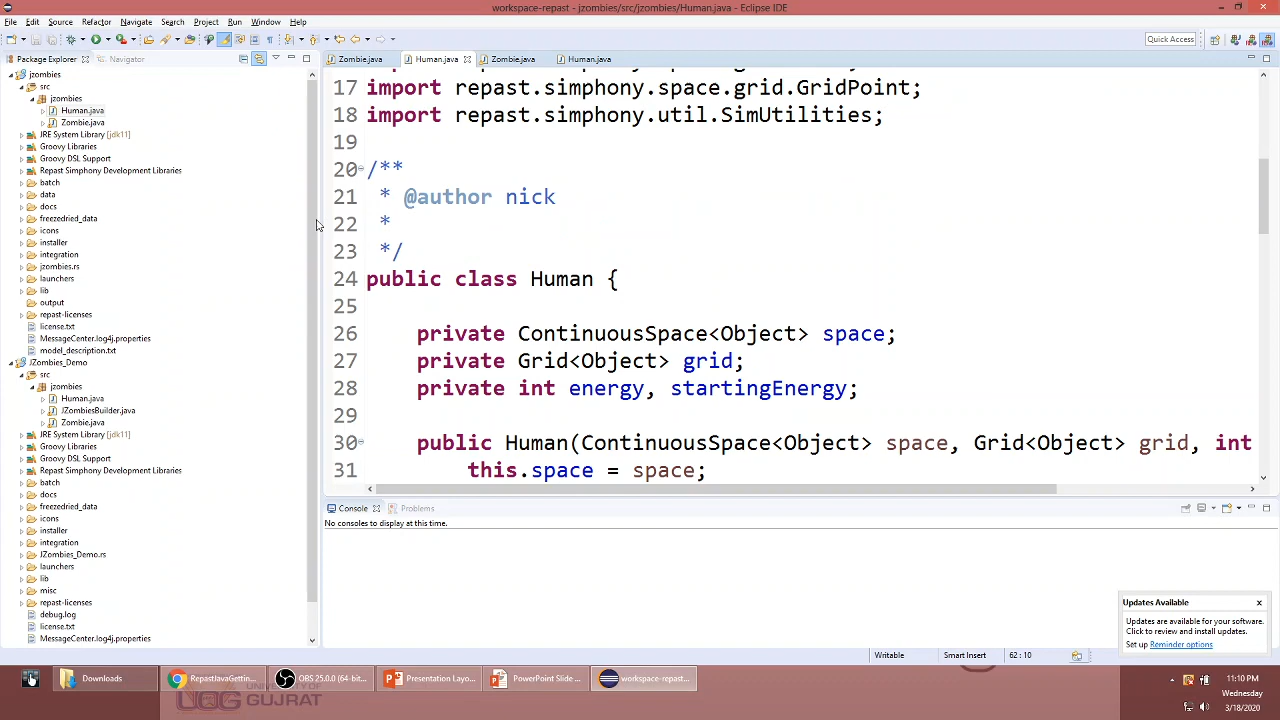 workspace-repast - jzombies/src/jzombies/Human.java - Eclipse IDE
File Edit Source Refactor Navigate Search Project Run Window Help
Quick Access
Package Explorer Navigator
Zombie.java Human.java Zombie.java Human.java
jzombies
src
jzombies
Human.java
Zombie.java
JRE System Library [jdk11]
Groovy Libraries
Groovy DSL Support
Repast Simphony Development Libraries
batch
data
docs
freezedried_data
icons
installer
integration
jzombies.rs
launchers
lib
output
repast-licenses
license.txt
MessageCenter.log4j.properties
model_description.txt
JZombies_Demo
src
jzombies
Human.java
JZombiesBuilder.java
Zombie.java
JRE System Library [jdk11]
Groovy Libraries
Groovy DSL Support
Repast Simphony Development Libraries
batch
docs
freezedried_data
icons
installer
integration
JZombies_Demo.rs
launchers
lib
misc
repast-licenses
debug.log
license.txt
MessageCenter.log4j.properties
17 import repast.simphony.space.grid.GridPoint;
18 import repast.simphony.util.SimUtilities;
19
20 /**
21 * @author nick
22 *
23 */
24 public class Human {
25
26 private ContinuousSpace<Object> space;
27 private Grid<Object> grid;
28 private int energy, startingEnergy;
29
30 public Human(ContinuousSpace<Object> space, Grid<Object> grid, int
31 this.space = space;
Console Problems
No consoles to display at this time.
Updates Available
Updates are available for your software.
Click to review and install updates.
Set up Reminder options
Writable Smart Insert 62 : 10
Downloads RepastJavaGettin... OBS 25.0.0 (64-bit... Presentation Layo... PowerPoint Slide ... workspace-repast...
11:10 PM
Wednesday
3/18/2020
UNIVERSITY OF
GUJRAT